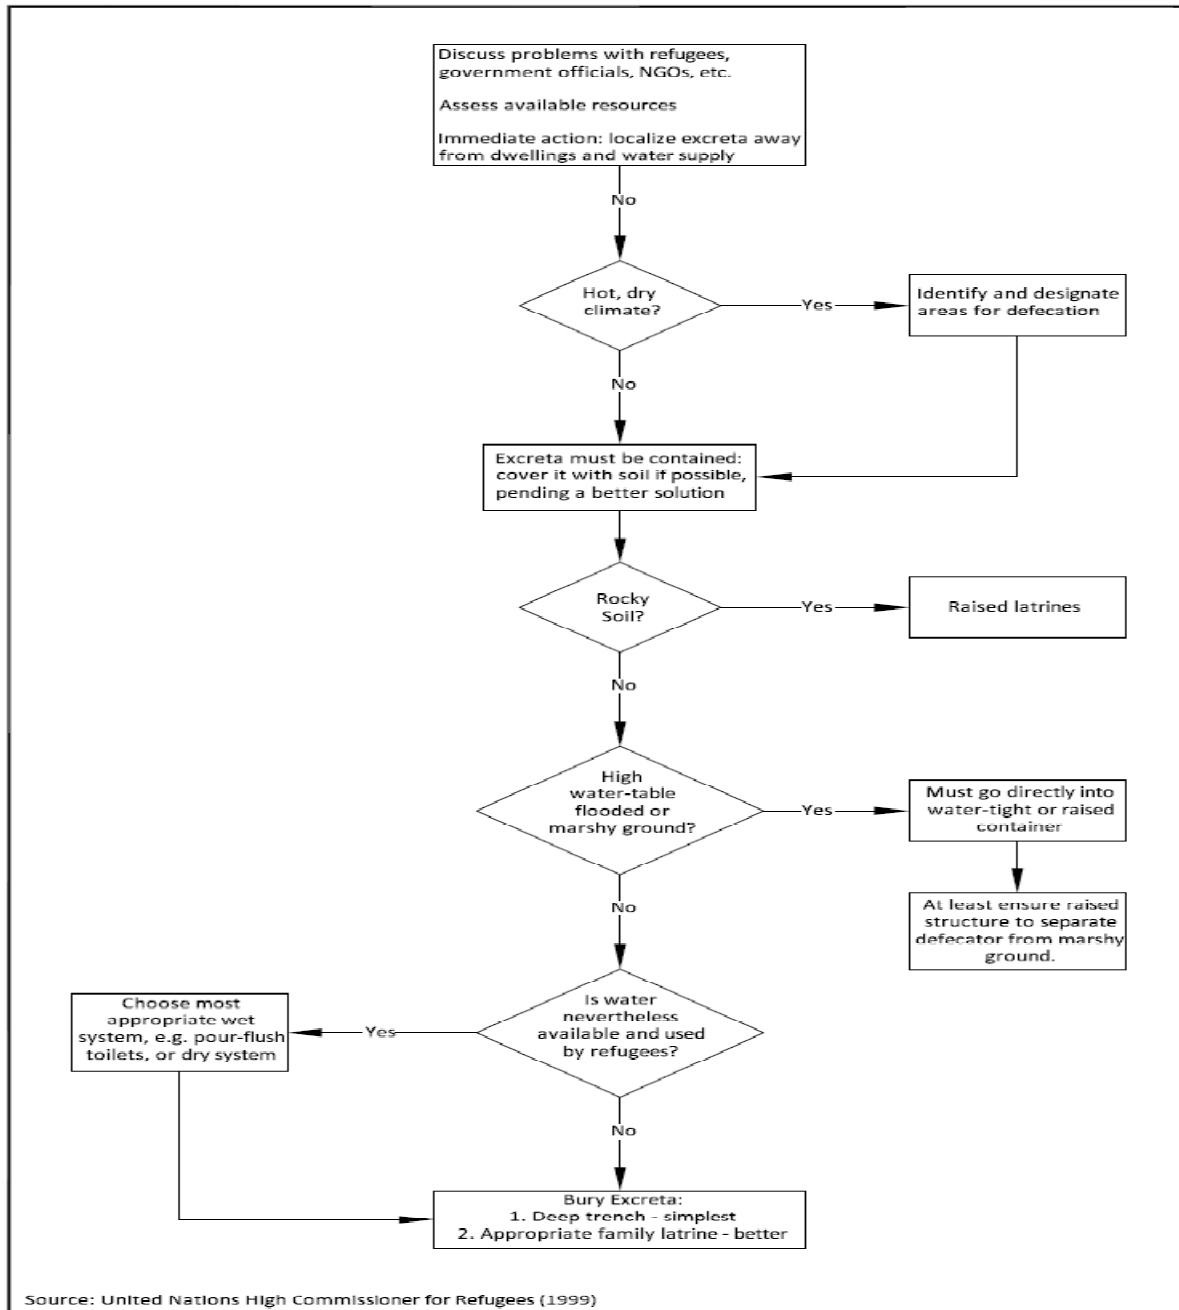 Discuss problems with refugees,
government officials, NGOs, etc.
Assess available resources
Immediate action: localize excreta away
from dwellings and water supply
No
Hot, dry
climate?
Yes
Identify and designate
areas for defecation
No
Excreta must be contained:
cover it with soil if possible,
pending a better solution
Rocky
Soil?
Yes
Raised latrines
No
High
water-table
flooded or
marshy ground?
Yes
Must go directly into
water-tight or raised
container
At least ensure raised
structure to separate
defecator from marshy
ground.
No
Is water
nevertheless
available and used
by refugees?
Yes
Choose most
appropriate wet
system, e.g. pour-flush
toilets, or dry system
No
Bury Excreta:
1. Deep trench - simplest
2. Appropriate family latrine - better
Source: United Nations High Commissioner for Refugees (1999)